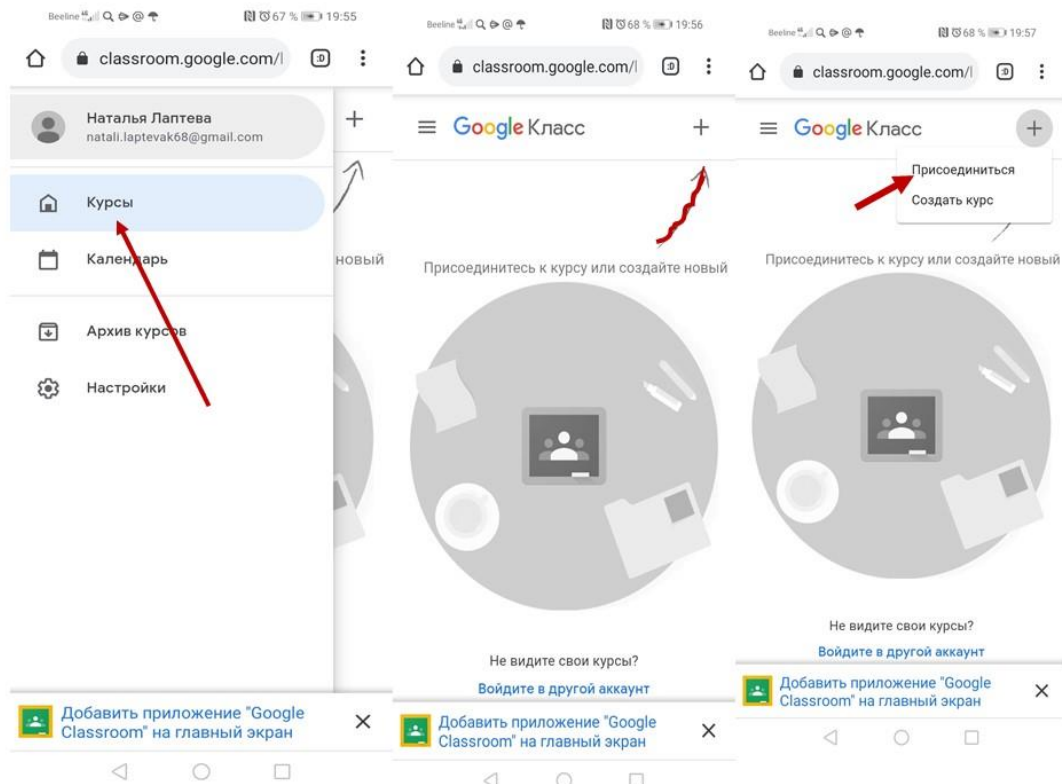 Beeline 67 % 19:55
classroom.google.com/l :D
Наталья Лаптева
natali.laptevak68@gmail.com
Курсы
Календарь
новый
Архив курсов
Настройки
Добавить приложение "Google
Classroom" на главный экран
Beeline 68 % 19:56
classroom.google.com/l :D
Google Класс
Присоединитесь к курсу или создайте новый
Не видите свои курсы?
Войдите в другой аккаунт
Добавить приложение "Google
Classroom" на главный экран
Beeline 68 % 19:57
classroom.google.com/l :D
Google Класс
Присоединиться
Создать курс
Присоединитесь к курсу или создайте новый
Не видите свои курсы?
Войдите в другой аккаунт
Добавить приложение "Google
Classroom" на главный экран